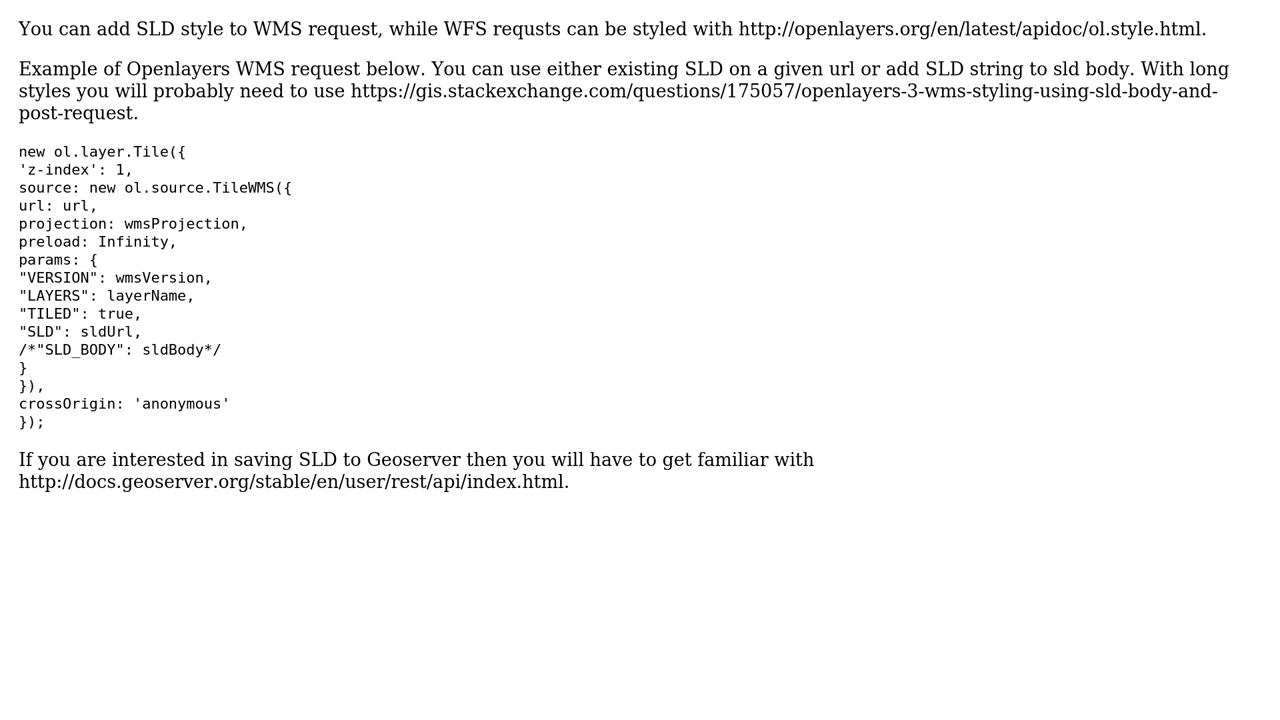 You can add SLD style to WMS request, while WFS requsts can be styled with http://openlayers.org/en/latest/apidoc/ol.style.html.
Example of Openlayers WMS request below. You can use either existing SLD on a given url or add SLD string to sld body. With long
styles you will probably need to use https://gis.stackexchange.com/questions/175057/openlayers-3-wms-styling-using-sld-body-and-
post-request.
new ol.layer.Tile({
'z-index': 1,
source: new ol.source.TileWMS({
url: url,
projection: wmsProjection,
preload: Infinity,
params: {
"VERSION": wmsVersion,
"LAYERS": layerName,
"TILED": true,
"SLD": sldUrl,
/*"SLD_BODY": sldBody*/
}
}),
crossOrigin: 'anonymous'
});
If you are interested in saving SLD to Geoserver then you will have to get familiar with
http://docs.geoserver.org/stable/en/user/rest/api/index.html.